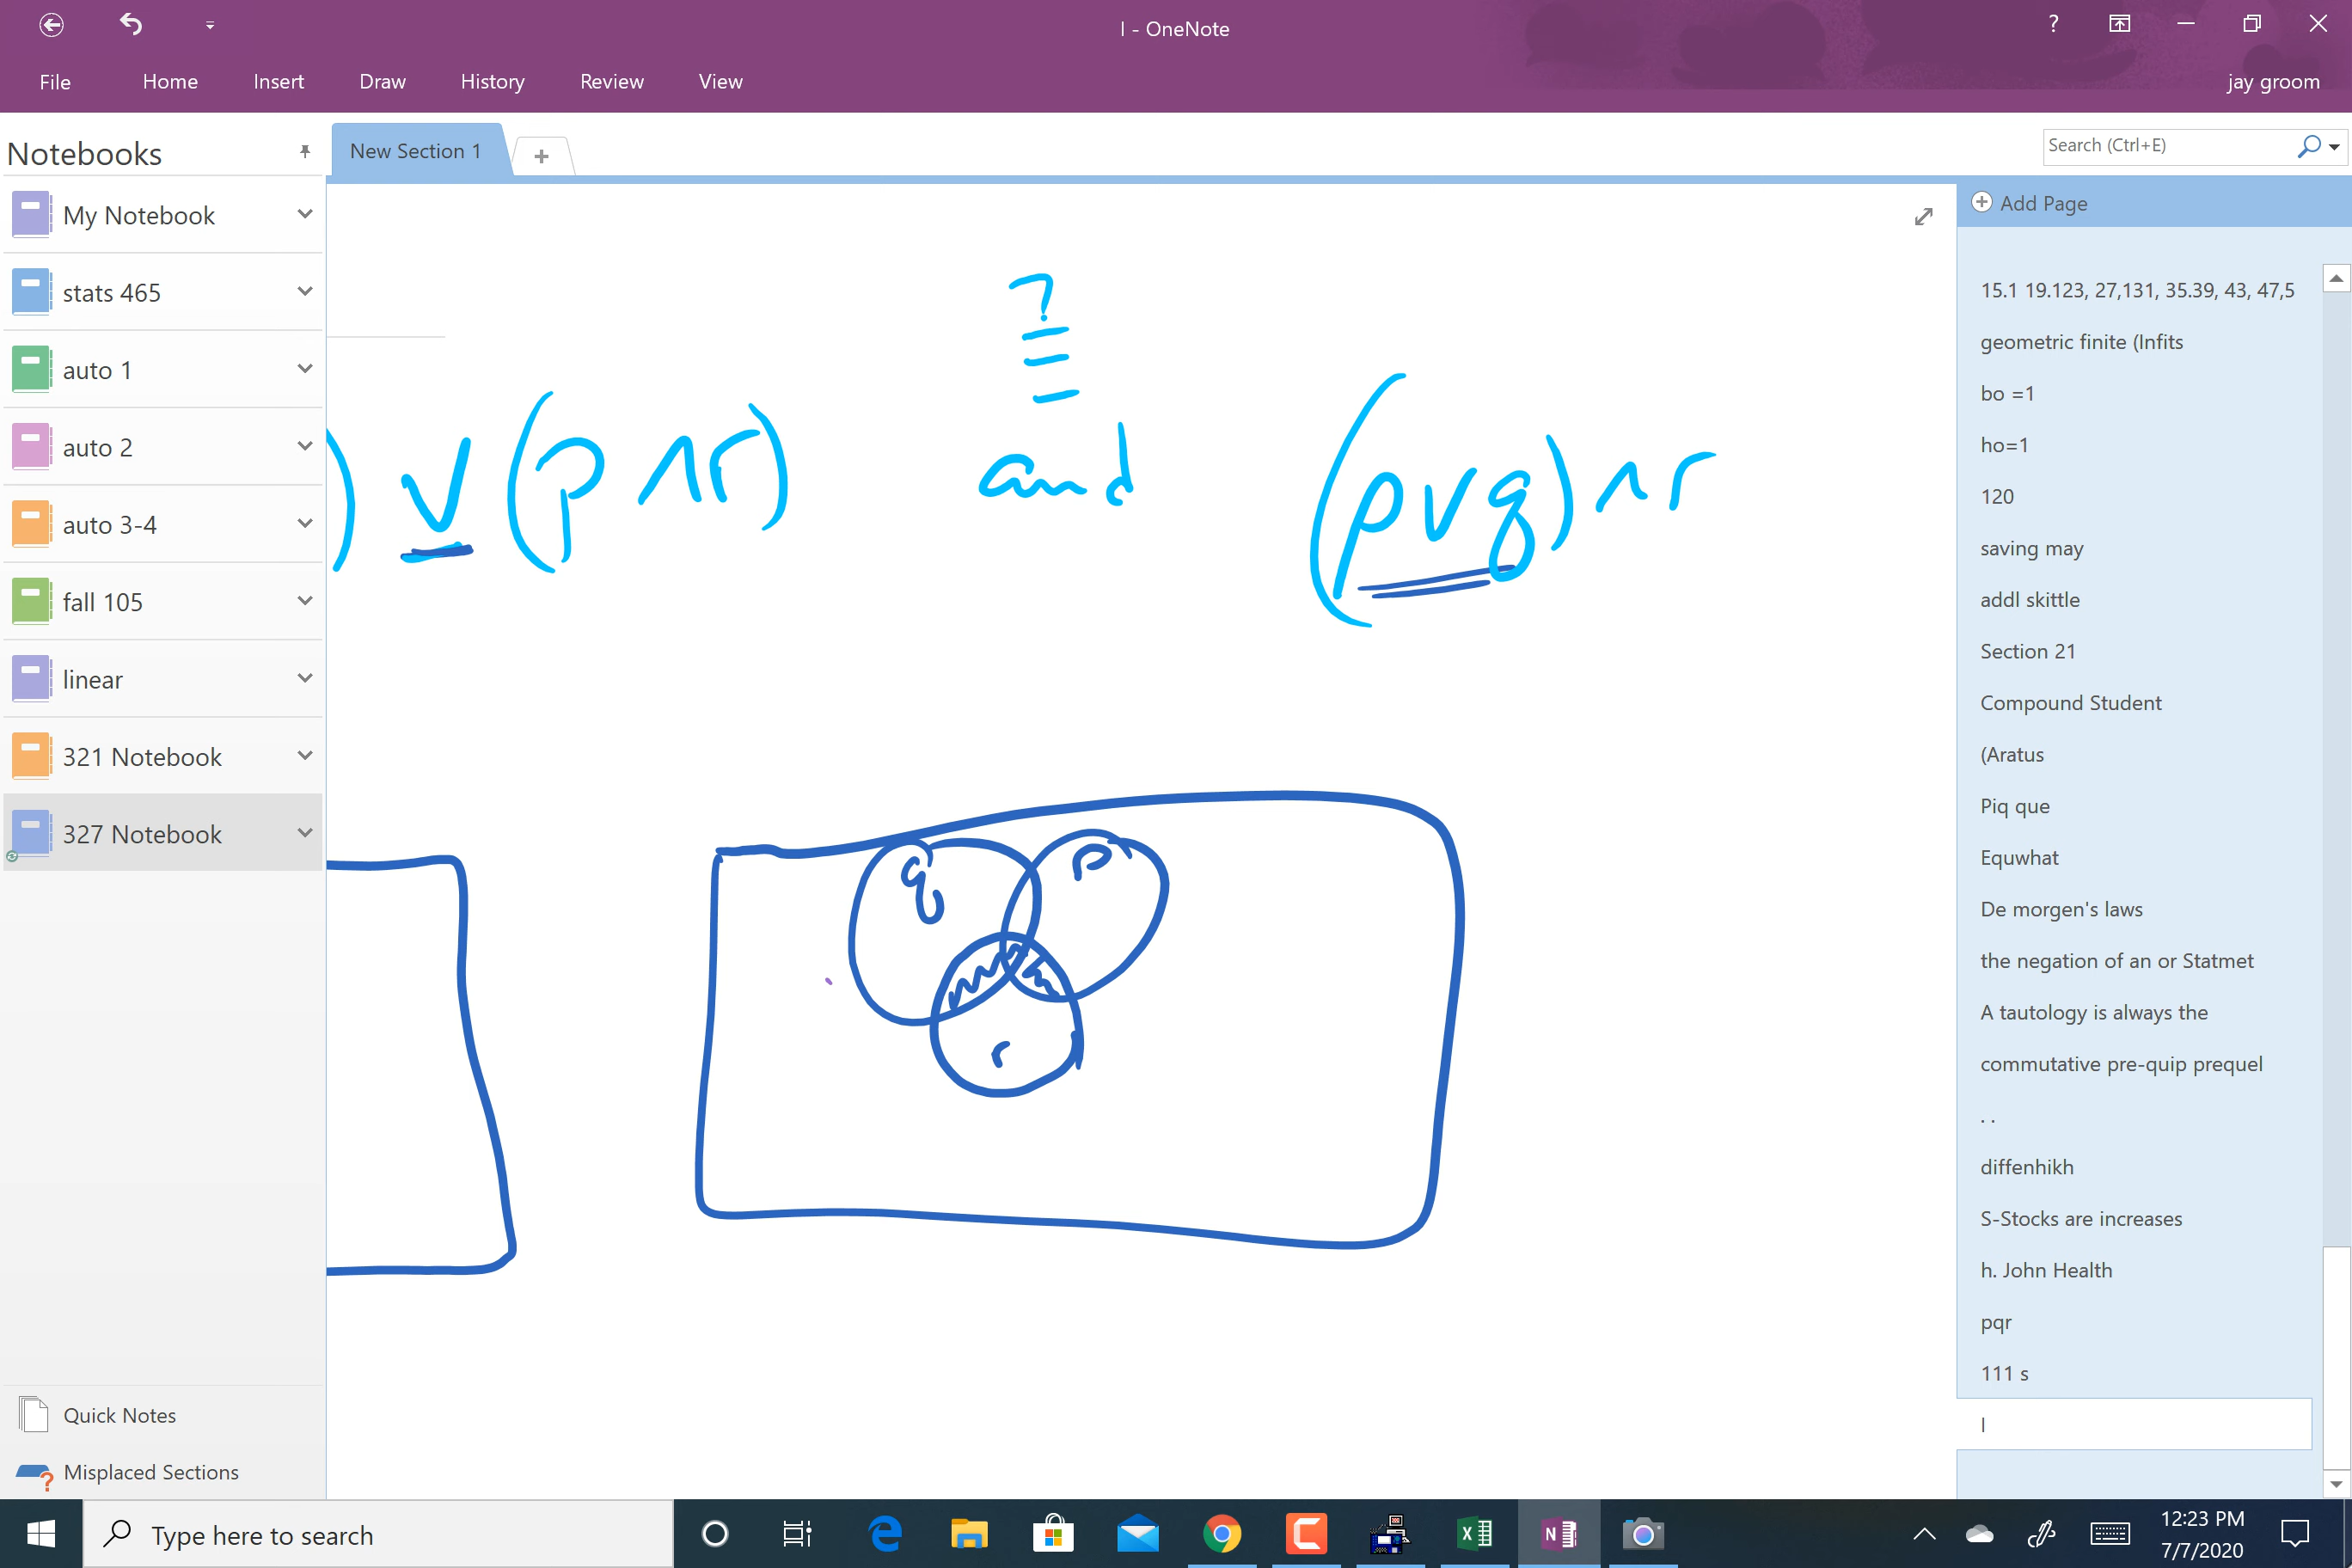 l - OneNote
File Home Insert Draw History Review View
jay groom
Notebooks
New Section 1
Search (Ctrl+E)
My Notebook
stats 465
auto 1
auto 2
auto 3-4
fall 105
linear
321 Notebook
327 Notebook
Quick Notes
Misplaced Sections
?
≡
) ∨ (p ∧ r) and (p ∨ q) ∧ r
q p
r
Add Page
15.1 19.123, 27,131, 35.39, 43, 47,5
geometric finite (Infits
bo =1
ho=1
120
saving may
addl skittle
Section 21
Compound Student
(Aratus
Piq que
Equwhat
De morgen's laws
the negation of an or Statmet
A tautology is always the
commutative pre-quip prequel
. .
diffenhikh
S-Stocks are increases
h. John Health
pqr
111 s
l
Type here to search
12:23 PM
7/7/2020